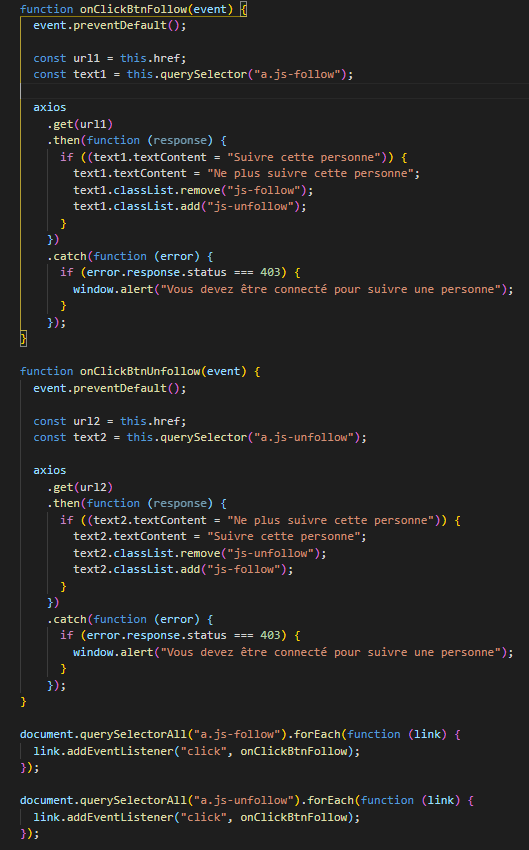 function onClickBtnFollow(event) {
  event.preventDefault();

  const url1 = this.href;
  const text1 = this.querySelector("a.js-follow");

  axios
    .get(url1)
    .then(function (response) {
      if ((text1.textContent = "Suivre cette personne")) {
        text1.textContent = "Ne plus suivre cette personne";
        text1.classList.remove("js-follow");
        text1.classList.add("js-unfollow");
      }
    })
    .catch(function (error) {
      if (error.response.status === 403) {
        window.alert("Vous devez être connecté pour suivre une personne");
      }
    });
}

function onClickBtnUnfollow(event) {
  event.preventDefault();

  const url2 = this.href;
  const text2 = this.querySelector("a.js-unfollow");

  axios
    .get(url2)
    .then(function (response) {
      if ((text2.textContent = "Ne plus suivre cette personne")) {
        text2.textContent = "Suivre cette personne";
        text2.classList.remove("js-unfollow");
        text2.classList.add("js-follow");
      }
    })
    .catch(function (error) {
      if (error.response.status === 403) {
        window.alert("Vous devez être connecté pour suivre une personne");
      }
    });
}

document.querySelectorAll("a.js-follow").forEach(function (link) {
  link.addEventListener("click", onClickBtnFollow);
});

document.querySelectorAll("a.js-unfollow").forEach(function (link) {
  link.addEventListener("click", onClickBtnFollow);
});